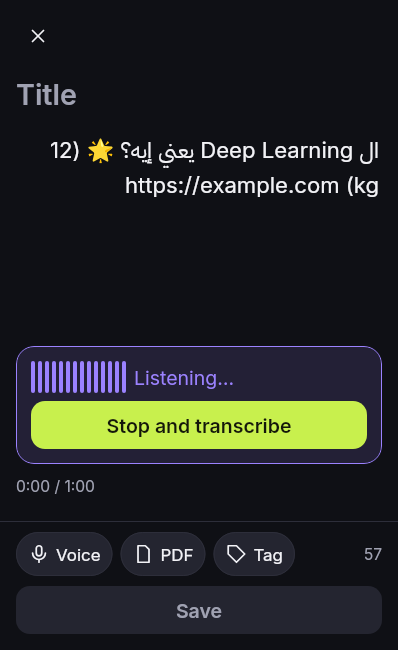 Title
ال Deep Learning يعني إيه؟ 🌟 (12
kg) https://example.com
Listening...
Stop and transcribe
0:00 / 1:00
Voice
PDF
Tag
57
Save